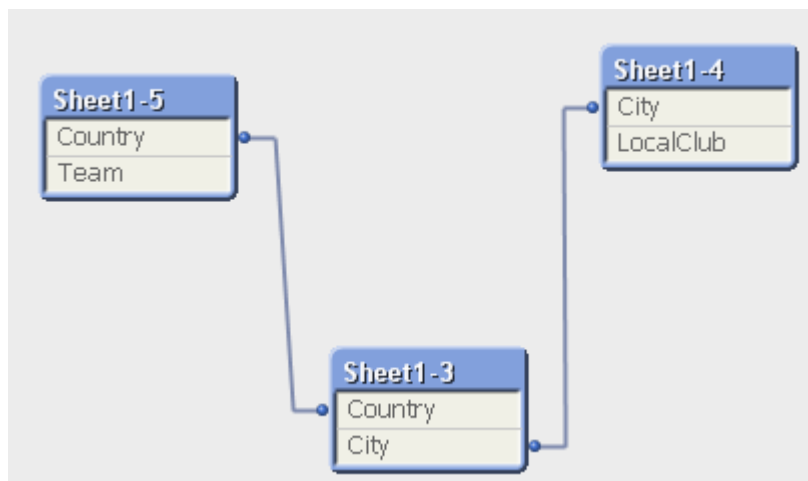 Sheet1-5
Country
Team
Sheet1-4
City
LocalClub
Sheet1-3
Country
City